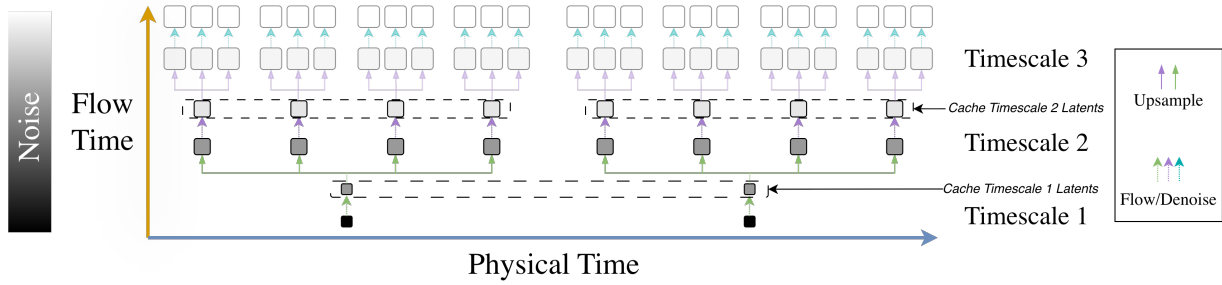 Noise
Flow
Time
Physical Time
Timescale 3
Cache Timescale 2 Latents
Timescale 2
Cache Timescale 1 Latents
Timescale 1
Upsample
Flow/Denoise